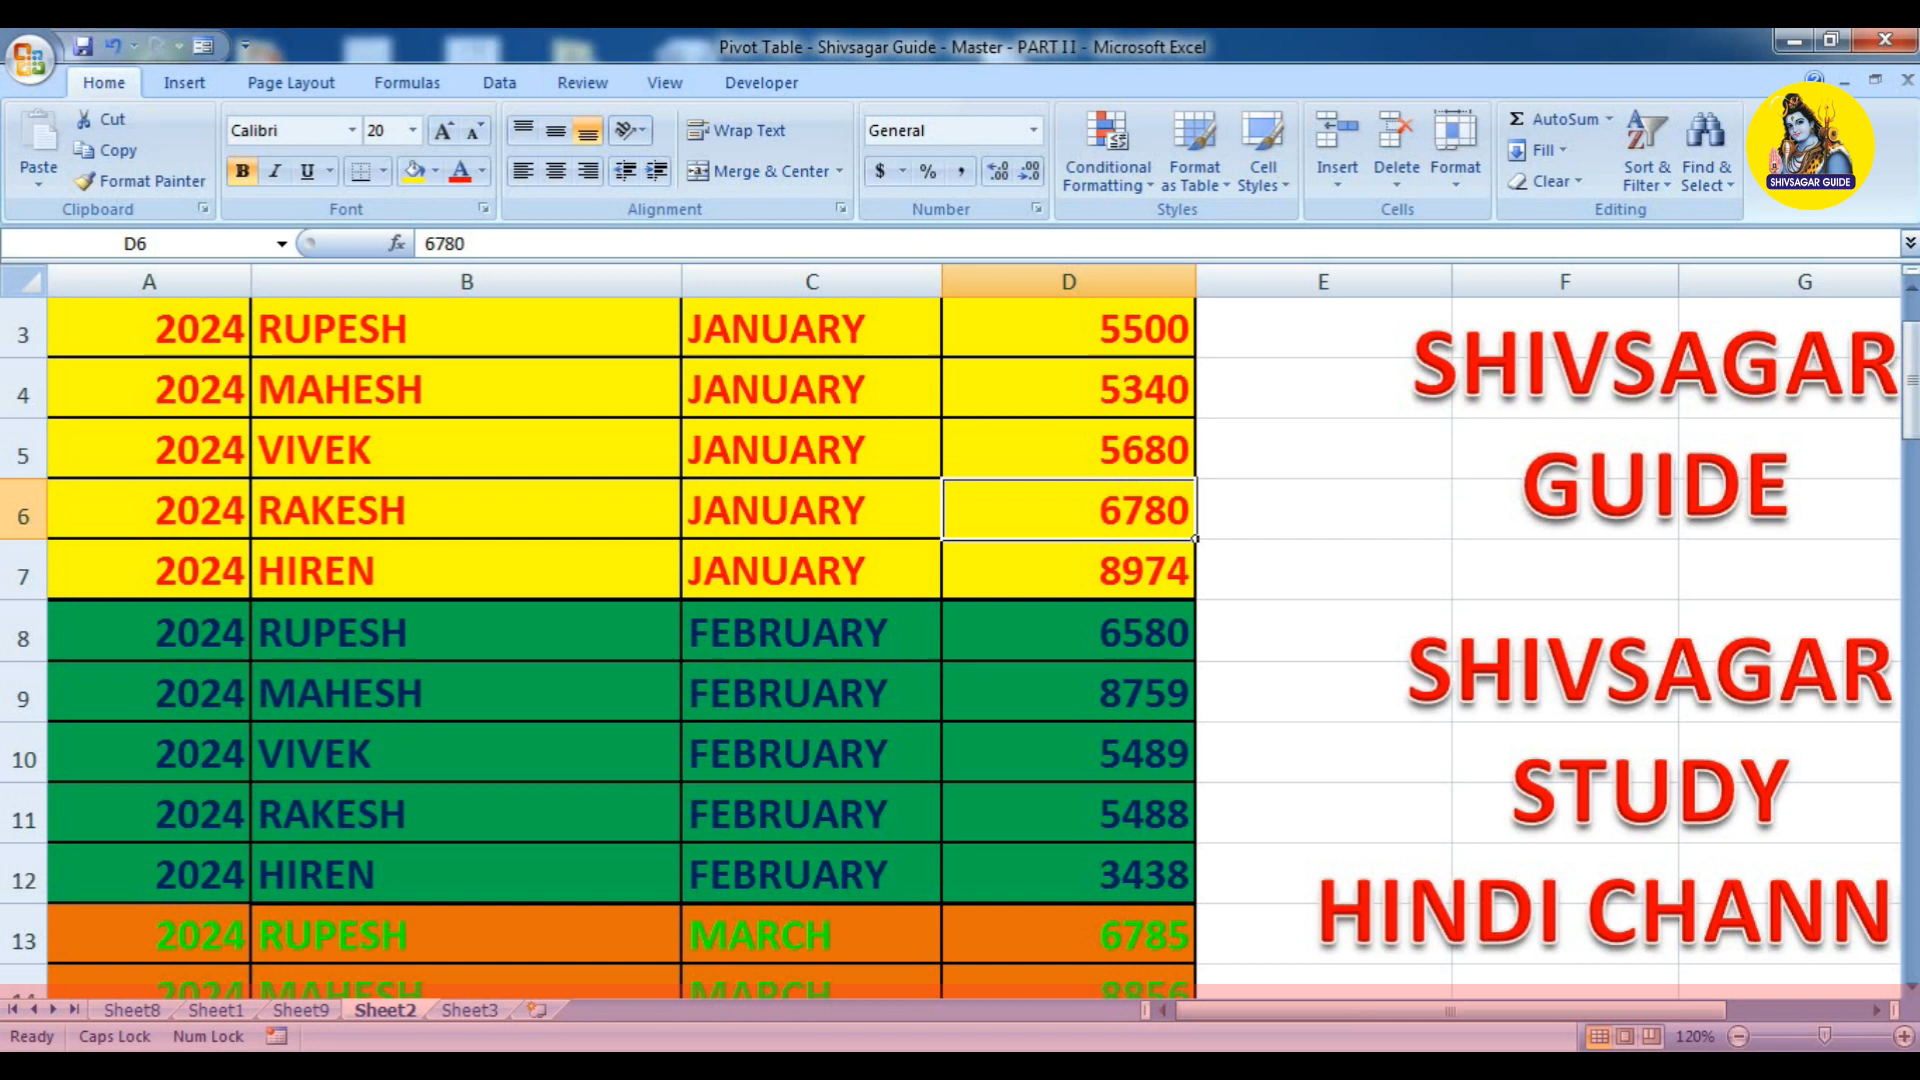 Pivot Table - Shivsagar Guide - Master - PART II - Microsoft Excel
Home Insert Page Layout Formulas Data Review View Developer
Paste
Cut
Copy
Format Painter
Clipboard
Calibri 20
B I U
Font
Wrap Text
Merge & Center
Alignment
General
$ % ,
Number
Conditional Formatting
Format as Table
Cell Styles
Styles
Insert
Delete
Format
Cells
Σ AutoSum
Fill
Clear
Sort & Filter
Find & Select
Editing
SHIVSAGAR GUIDE
D6 fx 6780
A B C D E F G
3 2024 RUPESH JANUARY 5500
4 2024 MAHESH JANUARY 5340
5 2024 VIVEK JANUARY 5680
6 2024 RAKESH JANUARY 6780
7 2024 HIREN JANUARY 8974
8 2024 RUPESH FEBRUARY 6580
9 2024 MAHESH FEBRUARY 8759
10 2024 VIVEK FEBRUARY 5489
11 2024 RAKESH FEBRUARY 5488
12 2024 HIREN FEBRUARY 3438
13 2024 RUPESH MARCH 6785
14 2024 MAHESH MARCH 8856
SHIVSAGAR
GUIDE
SHIVSAGAR
STUDY
HINDI CHANN
Sheet8 Sheet1 Sheet9 Sheet2 Sheet3
Ready Caps Lock Num Lock 120%